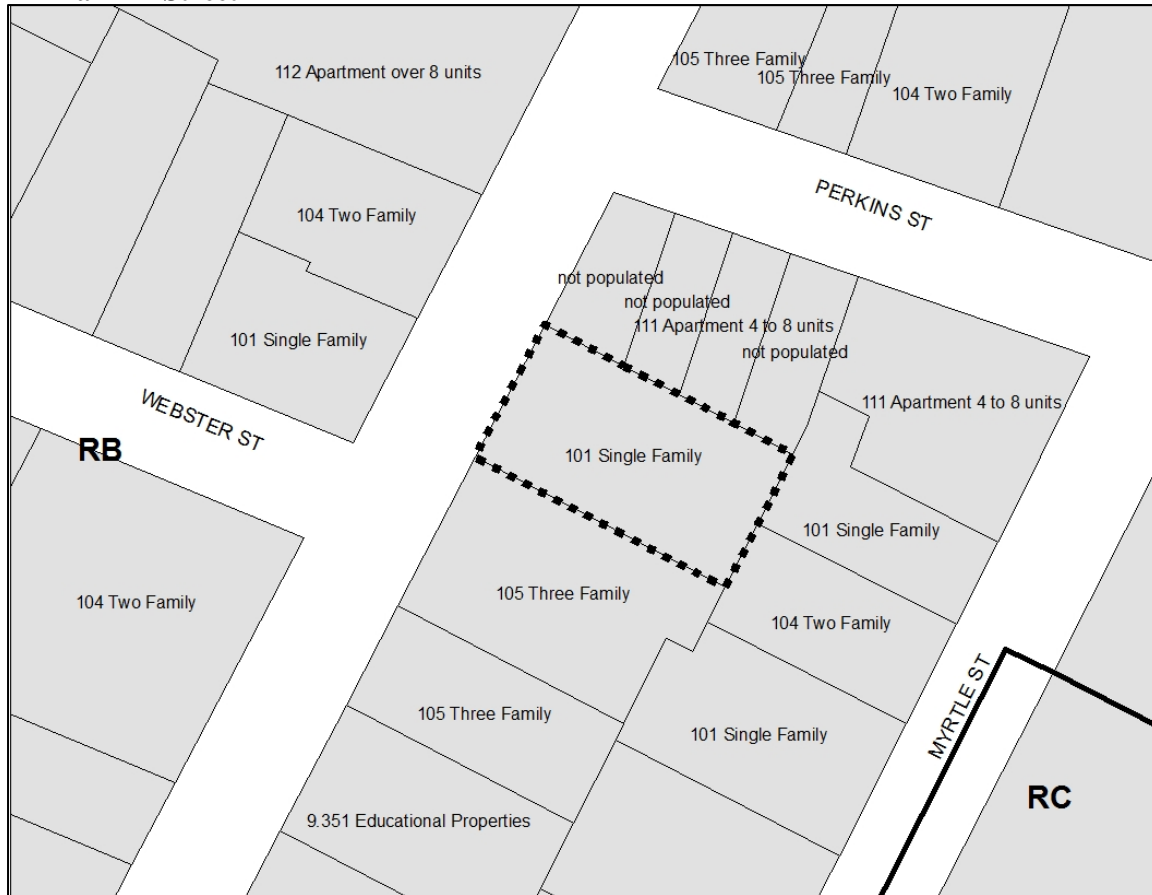 112 Apartment over 8 units
105 Three Family
105 Three Family
104 Two Family
PERKINS ST
104 Two Family
not populated
not populated
111 Apartment 4 to 8 units
not populated
101 Single Family
111 Apartment 4 to 8 units
WEBSTER ST
RB
101 Single Family
101 Single Family
105 Three Family
104 Two Family
104 Two Family
MYRTLE ST
105 Three Family
101 Single Family
RC
9.351 Educational Properties